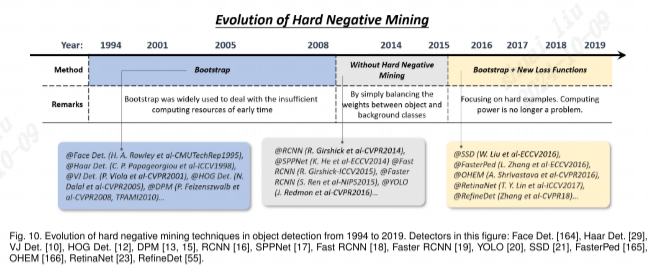 Evolution of Hard Negative Mining
Year: 1994 2001 2005 2008 2014 2015 2016 2017 2018 2019
Method
Bootstrap
Without Hard Negative
Mining
Bootstrap + New Loss Functions
Remarks
Bootstrap was widely used to deal with the insufficient
computing resources of early time
By simply balancing the
weights between object and
background classes
Focusing on hard examples. Computing
power is no longer a problem.
@Face Det. (H. A. Rowley et al-CMUTechRep1995),
@Haar Det. (C. P. Papageorgiou et al-ICCV1998),
@VJ Det. (P. Viola et al-CVPR2001), @HOG Det. (N.
Dalal et al-CVPR2005), @DPM (P. Felzenszwalb et
al-CVPR2008, TPAMI2010)...
@RCNN (R. Girshick et al-CVPR2014),
@SPPNet (K. He et al-ECCV2014) @Fast
RCNN (R. Girshick-ICCV2015), @Faster
RCNN (S. Ren et al-NIPS2015), @YOLO
(J. Redmon et al-CVPR2016)...
@SSD (W. Liu et al-ECCV2016),
@FasterPed (L. Zhang et al-ECCV2016),
@OHEM (A. Shrivastava et al-CVPR2016),
@RetinaNet (T. Y. Lin et al-ICCV2017),
@RefineDet (Zhang et al-CVPR18)...
Fig. 10. Evolution of hard negative mining techniques in object detection from 1994 to 2019. Detectors in this figure: Face Det. [164], Haar Det. [29],
VJ Det. [10], HOG Det. [12], DPM [13, 15], RCNN [16], SPPNet [17], Fast RCNN [18], Faster RCNN [19], YOLO [20], SSD [21], FasterPed [165],
OHEM [166], RetinaNet [23], RefineDet [55].